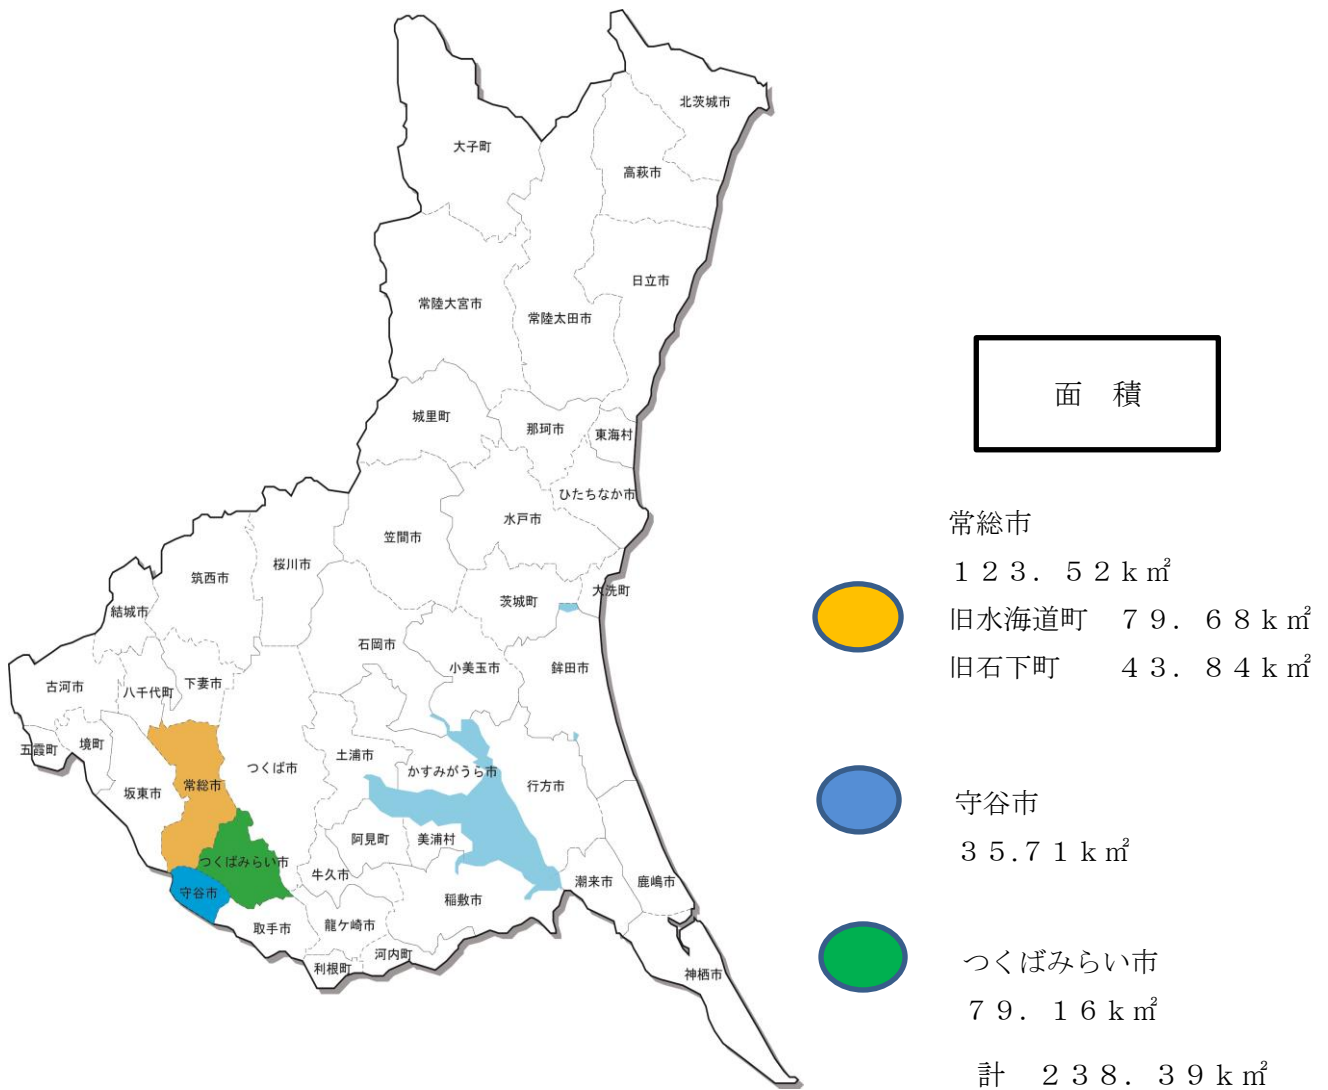 北茨城市
大子町
高萩市
日立市
常陸大宮市
常陸太田市
城里町
那珂市
東海村
ひたちなか市
水戸市
笠間市
桜川市
筑西市
茨城町
大洗町
結城市
石岡市
小美玉市
鉾田市
古河市
八千代町
下妻市
五霞町
境町
坂東市
常総市
つくば市
土浦市
かすみがうら市
行方市
阿見町
美浦村
つくばみらい市
牛久市
守谷市
稲敷市
潮来市
鹿嶋市
取手市
龍ケ崎市
河内町
利根町
神栖市
面　積
常総市
１２３．５２ｋ㎡
旧水海道町　７９．６８ｋ㎡
旧石下町　　４３．８４ｋ㎡
守谷市
３５.７１ｋ㎡
つくばみらい市
７９．１６ｋ㎡
計　２３８．３９ｋ㎡